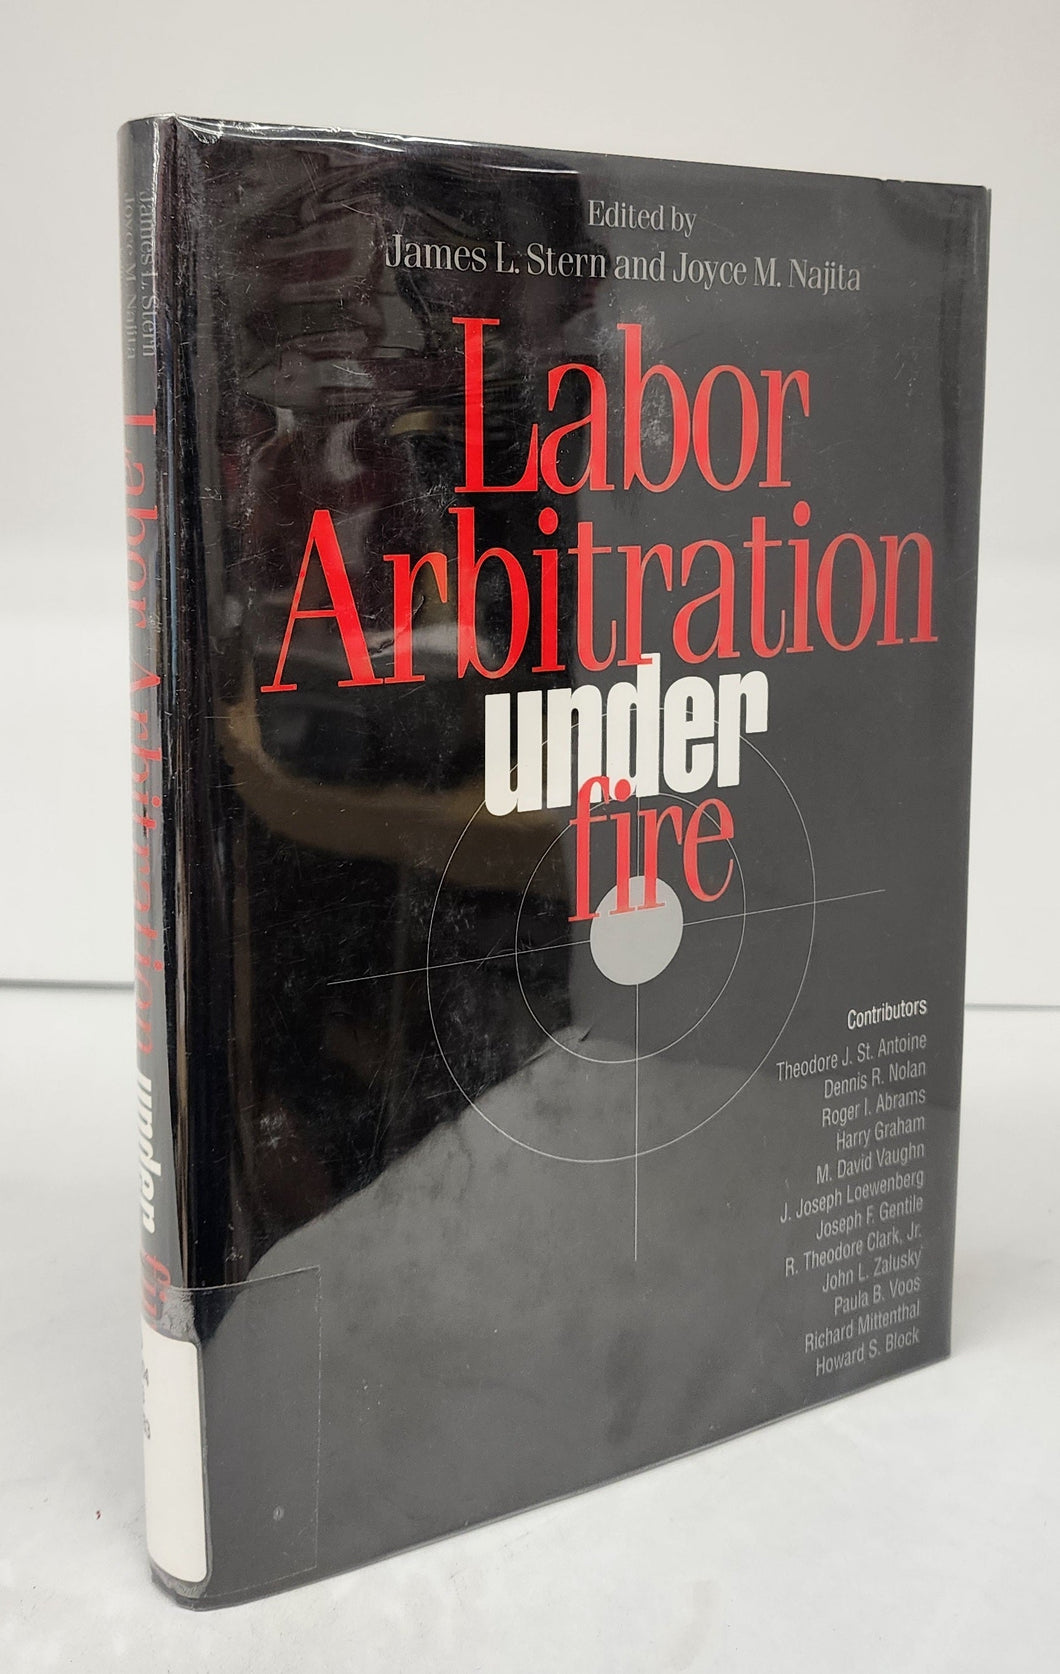 Edited by
James L. Stern and Joyce M. Najita
Labor
Arbitration
under
fire
Contributors
Theodore J. St. Antoine
Dennis R. Nolan
Roger I. Abrams
Harry Graham
M. David Vaughn
J. Joseph Loewenberg
Joseph F. Gentile
R. Theodore Clark, Jr.
John L. Zalusky
Paula B. Voos
Richard Mittenthal
Howard S. Block
James L. Stern
Joyce M. Najita
Labor Arbitration under